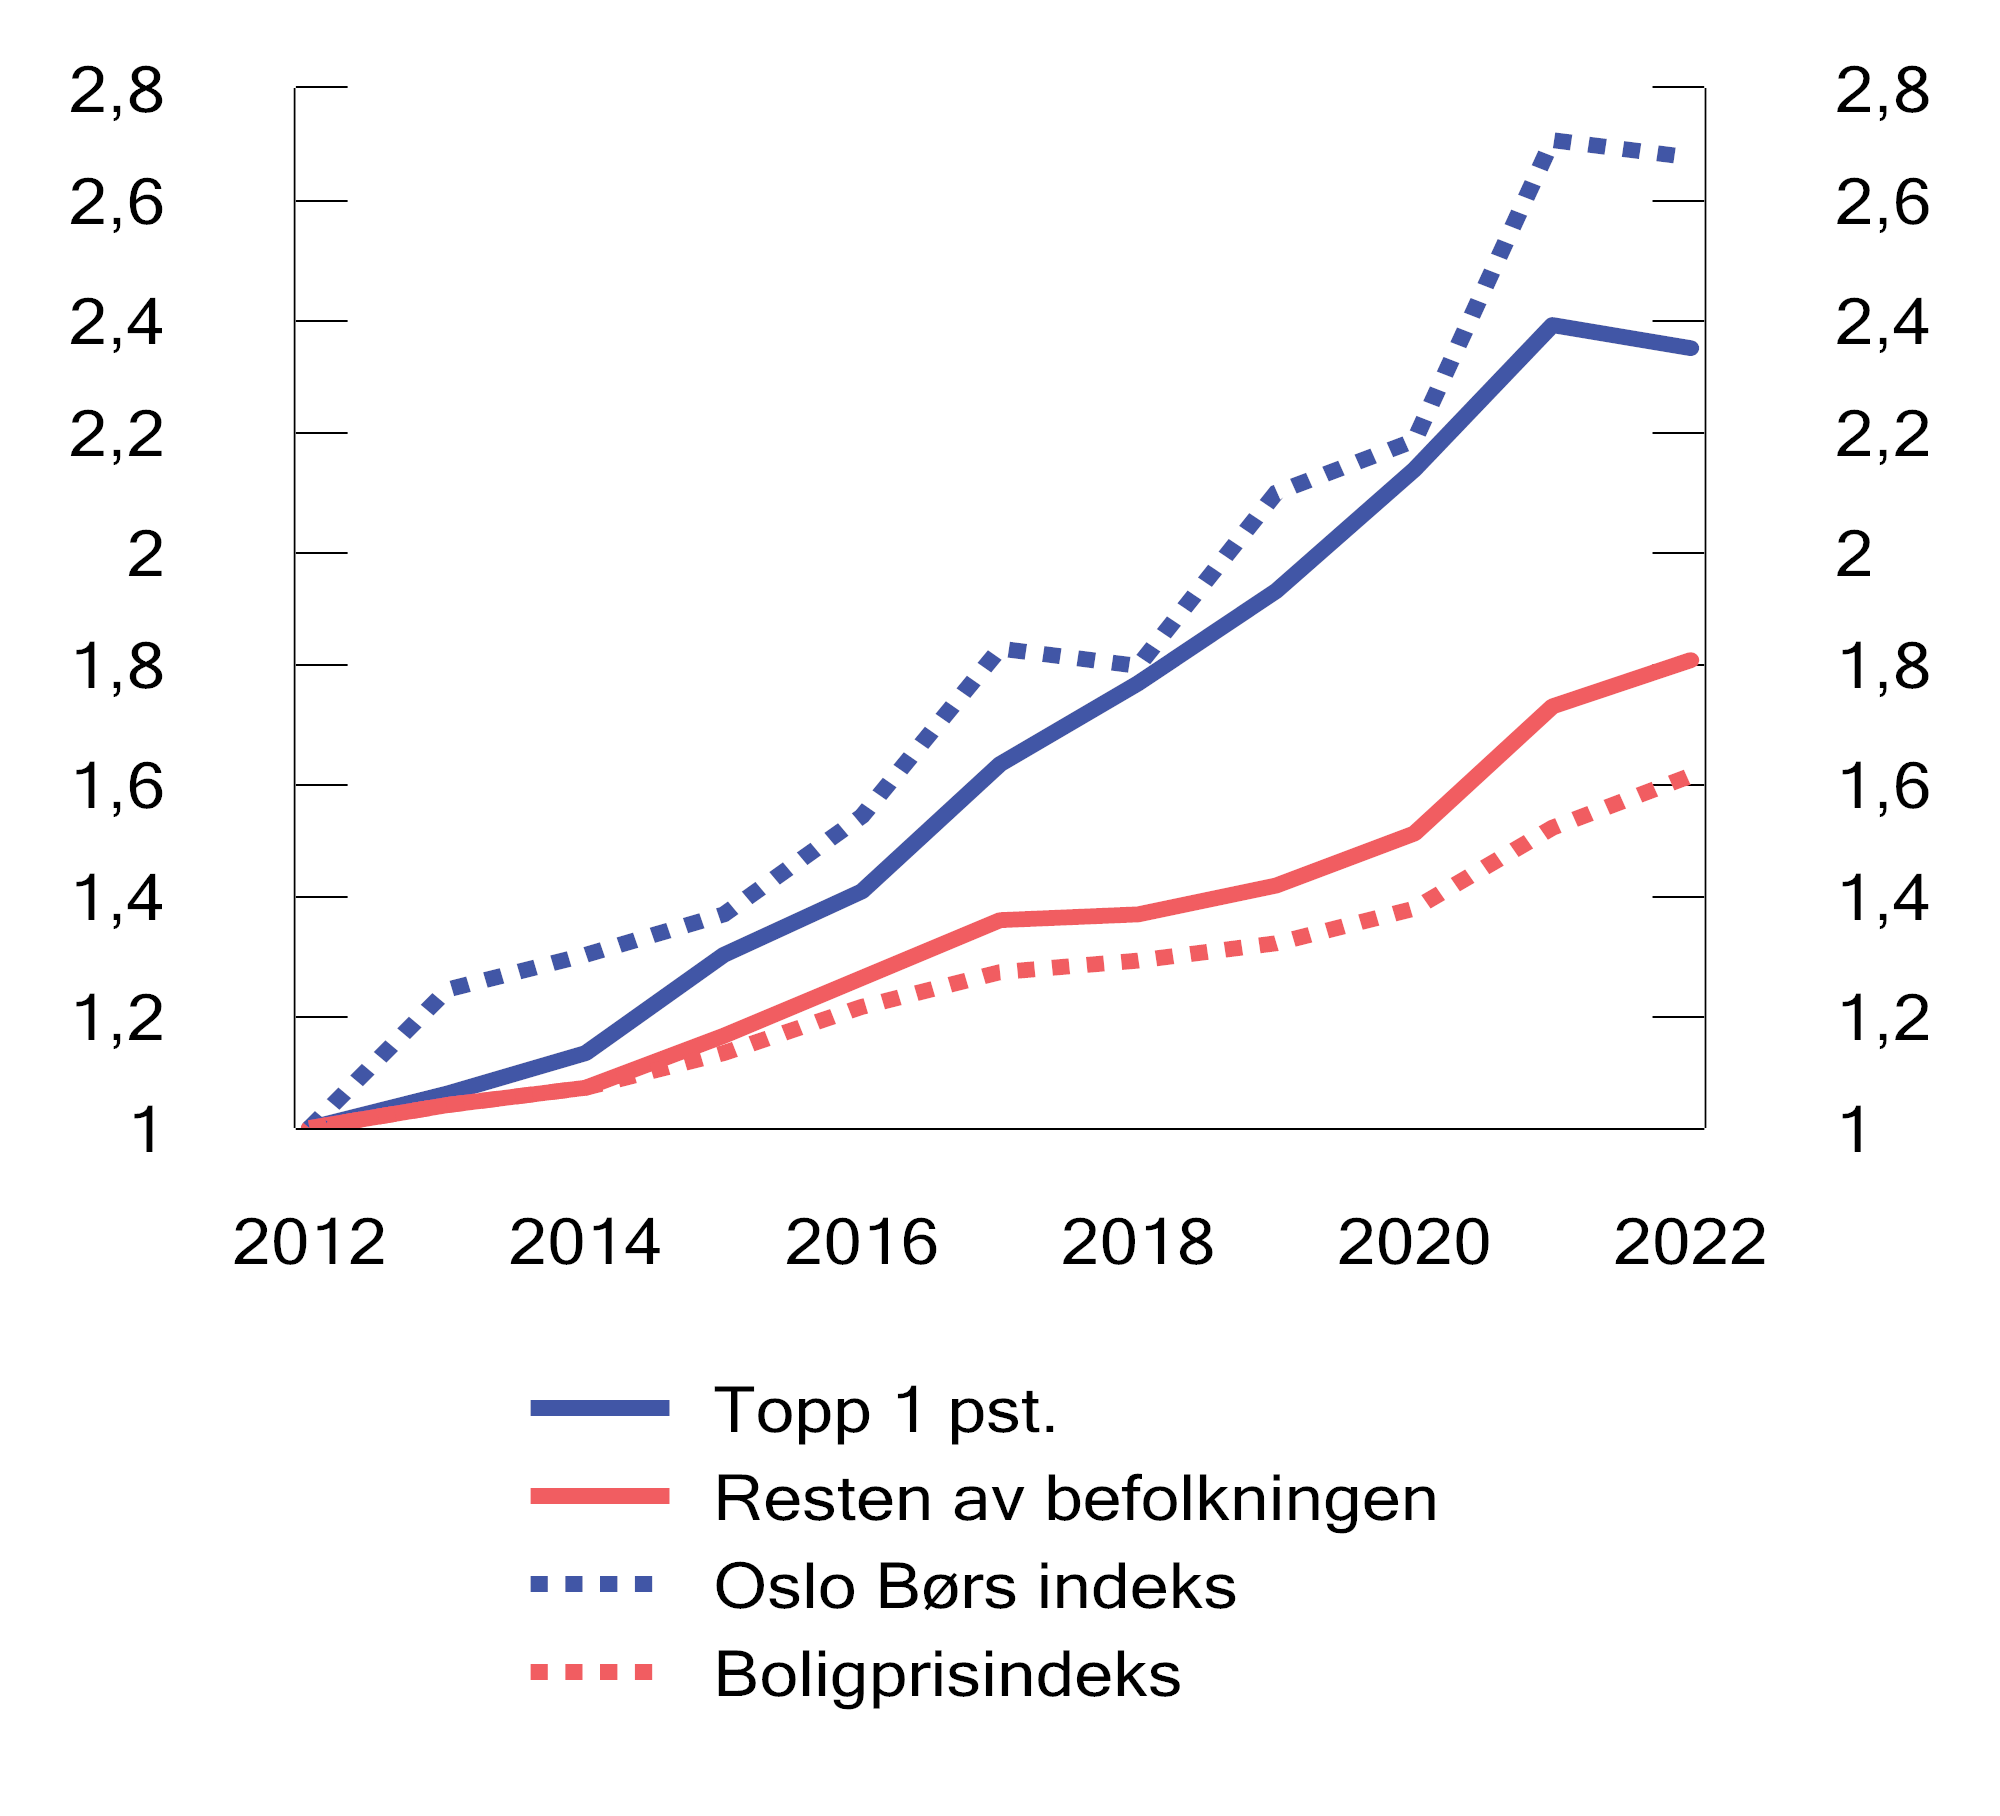 2,8 2,8
2,6 2,6
2,4 2,4
2,2 2,2
2 2
1,8 1,8
1,6 1,6
1,4 1,4
1,2 1,2
1 1
2012 2014 2016 2018 2020 2022
Topp 1 pst.
Resten av befolkningen
Oslo Børs indeks
Boligprisindeks